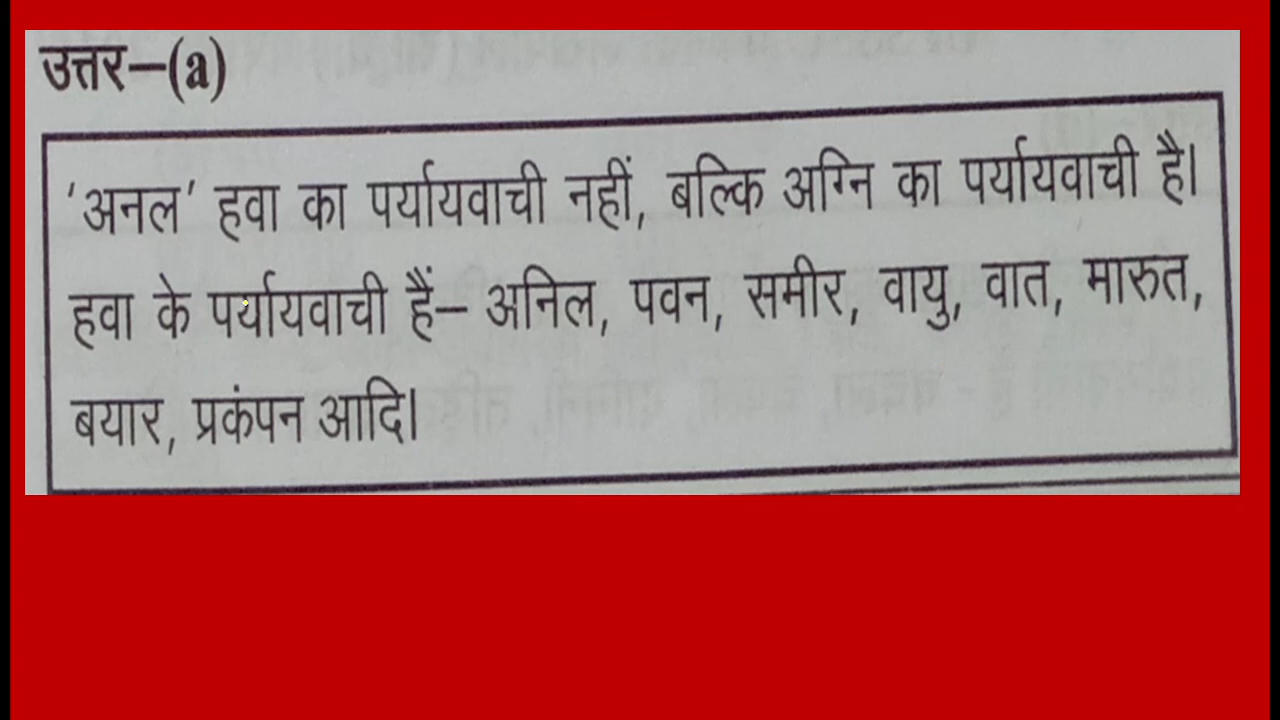 उत्तर–(a)
'अनल' हवा का पर्यायवाची नहीं, बल्कि अग्नि का पर्यायवाची है।
हवा के पर्यायवाची हैं– अनिल, पवन, समीर, वायु, वात, मारुत,
बयार, प्रकंपन आदि।